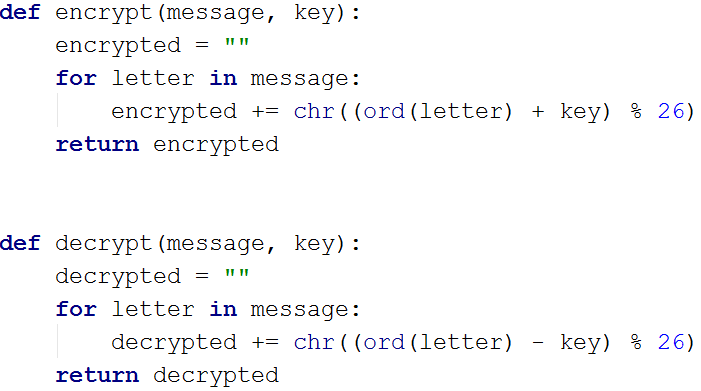 def encrypt(message, key):
    encrypted = ""
    for letter in message:
        encrypted += chr((ord(letter) + key) % 26)
    return encrypted
def decrypt(message, key):
    decrypted = ""
    for letter in message:
        decrypted += chr((ord(letter) - key) % 26)
    return decrypted